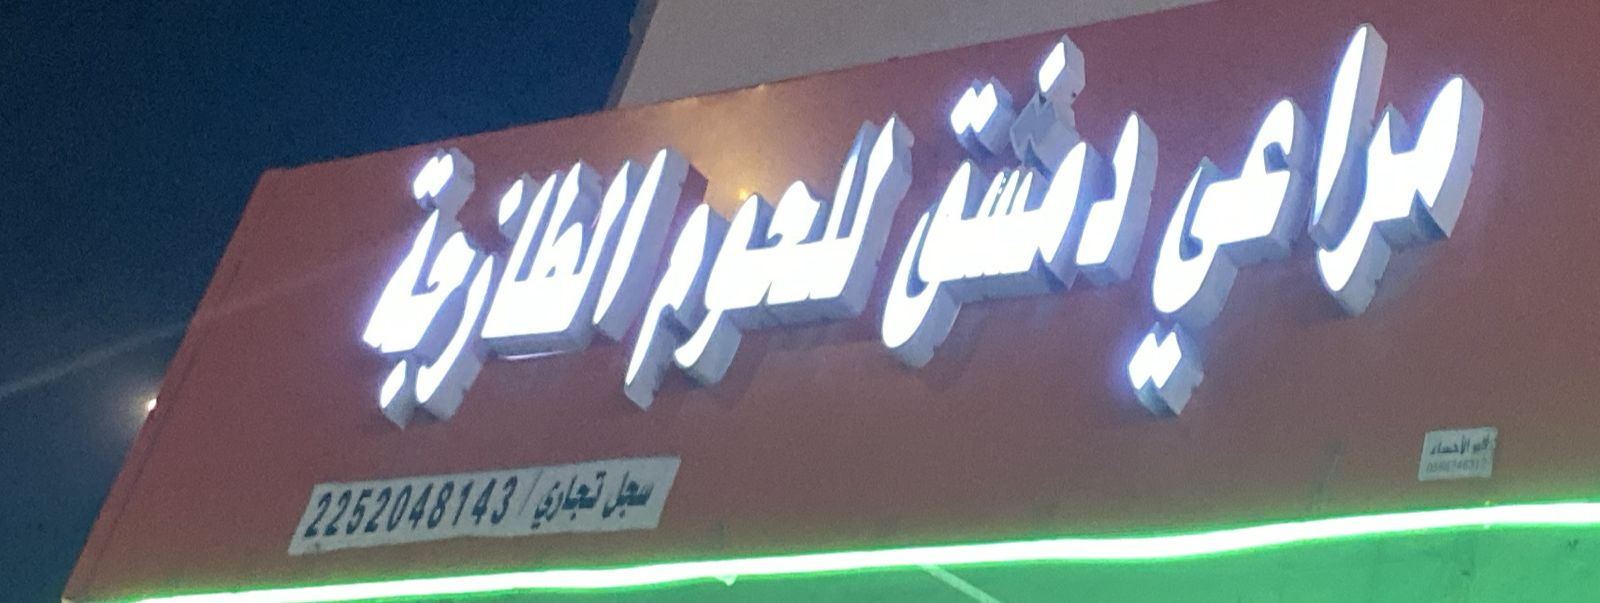 مراعي دمشق للحوم الطازجة
سجل تجاري / 2252048143